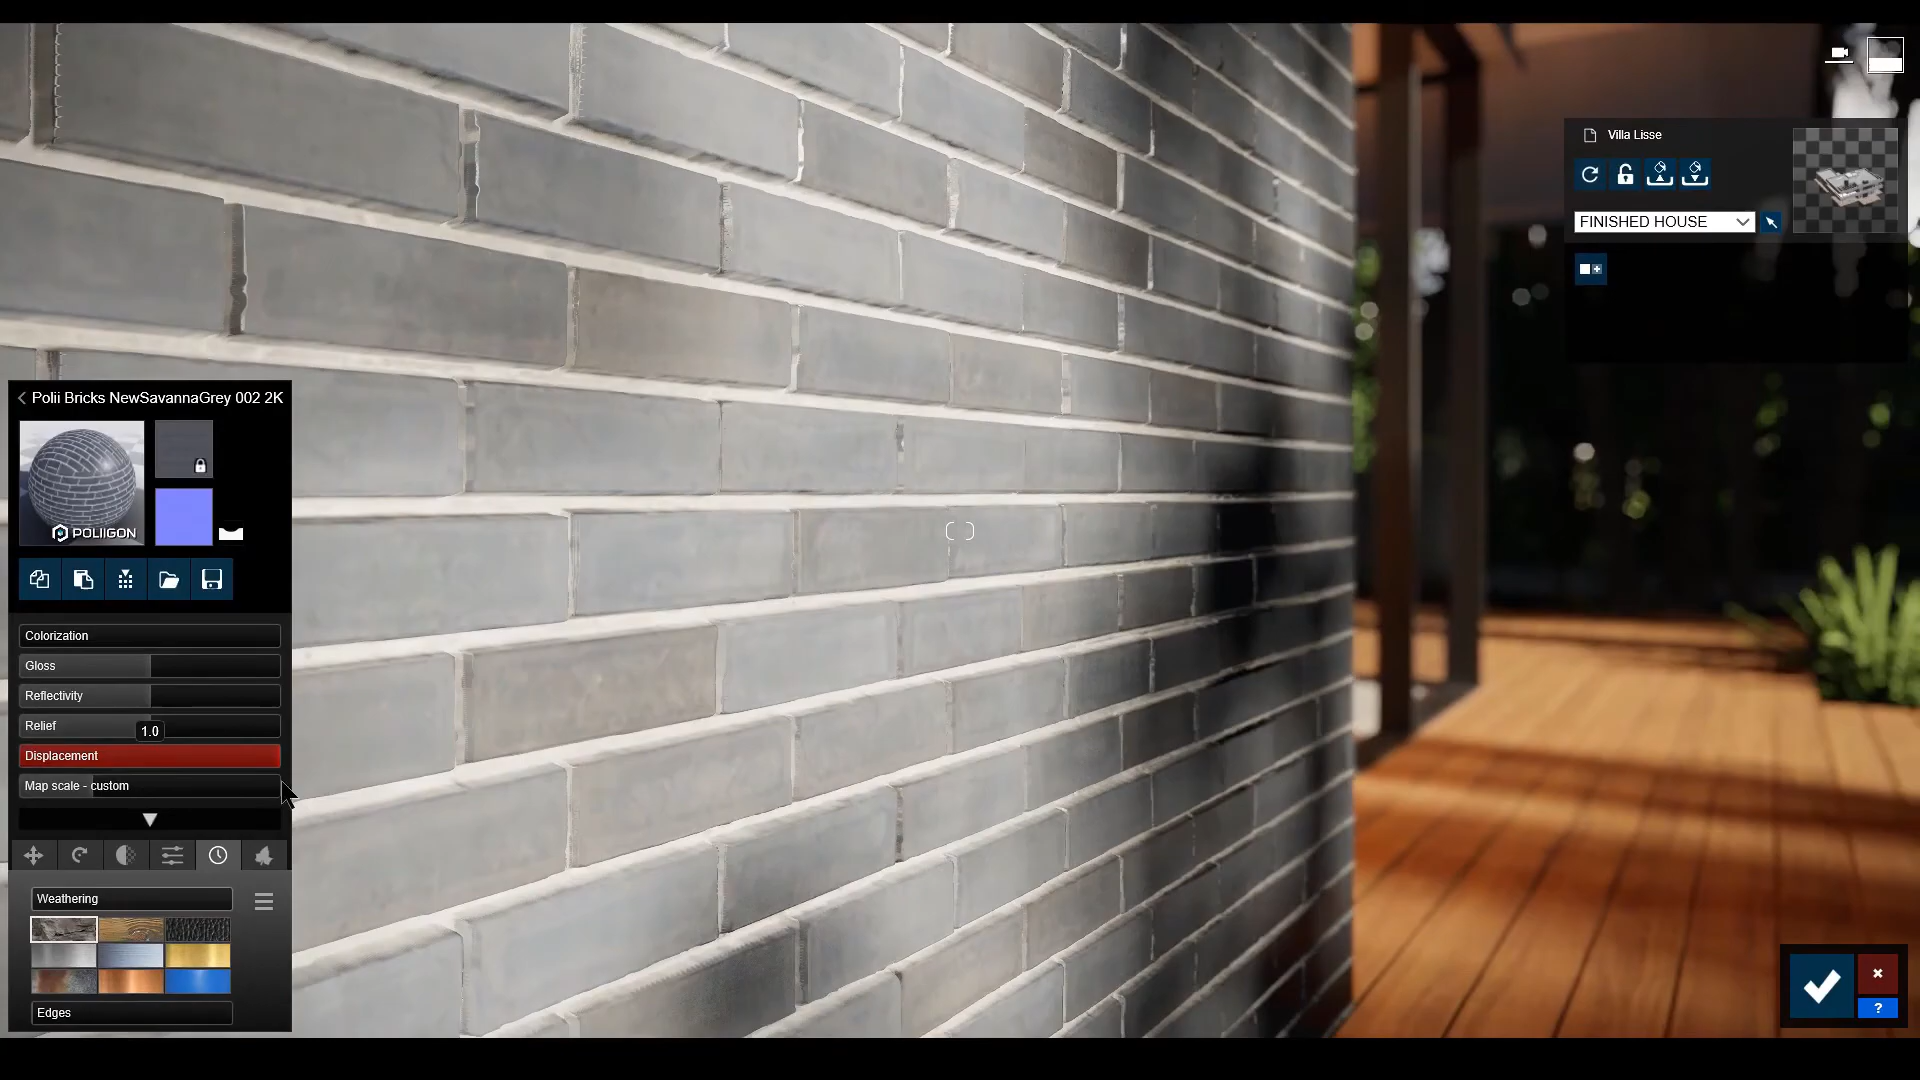 Villa Lisse
FINISHED HOUSE
Polii Bricks NewSavannaGrey 002 2K
POLIIGON
Colorization
Gloss
Reflectivity
Relief
1.0
Displacement
Map scale - custom
Weathering
Edges
?